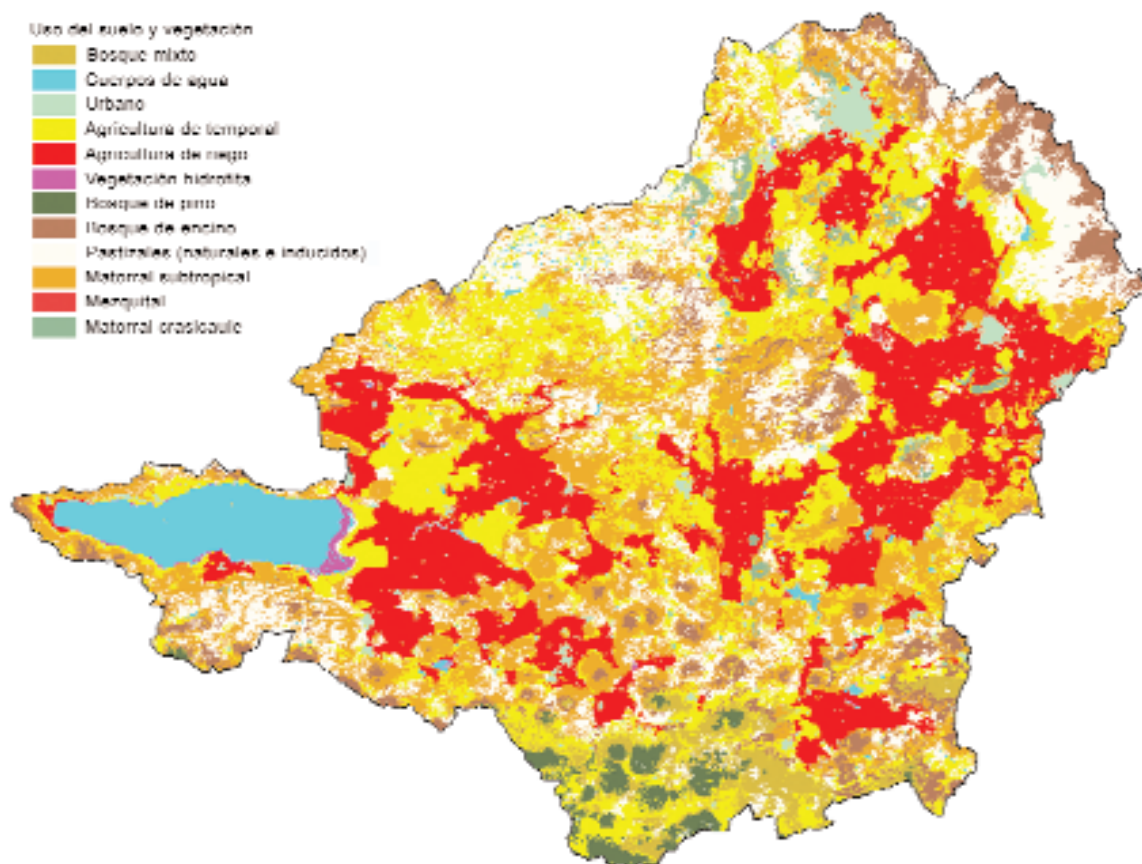 Uso del suelo y vegetación
Bosque mixto
Cuerpos de agua
Urbano
Agricultura de temporal
Agricultura de riego
Vegetación hidrofita
Bosque de pino
Bosque de encino
Pastizales (naturales e inducidos)
Matorral subtropical
Mezquital
Matorral crasicaule